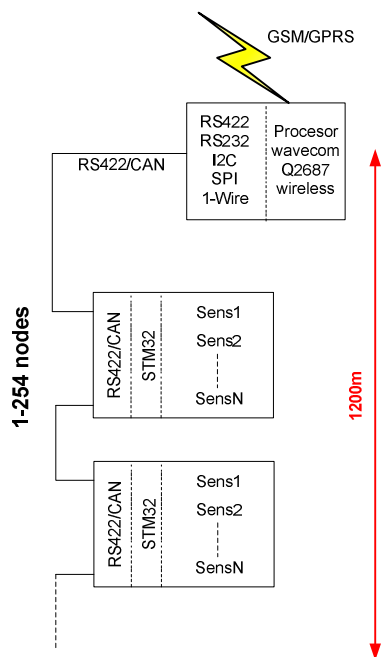 GSM/GPRS
RS422
RS232
I2C
SPI
1-Wire
Procesor
wavecom
Q2687
wireless
RS422/CAN
1-254 nodes
1200m
RS422/CAN
STM32
Sens1
Sens2
SensN
RS422/CAN
STM32
Sens1
Sens2
SensN